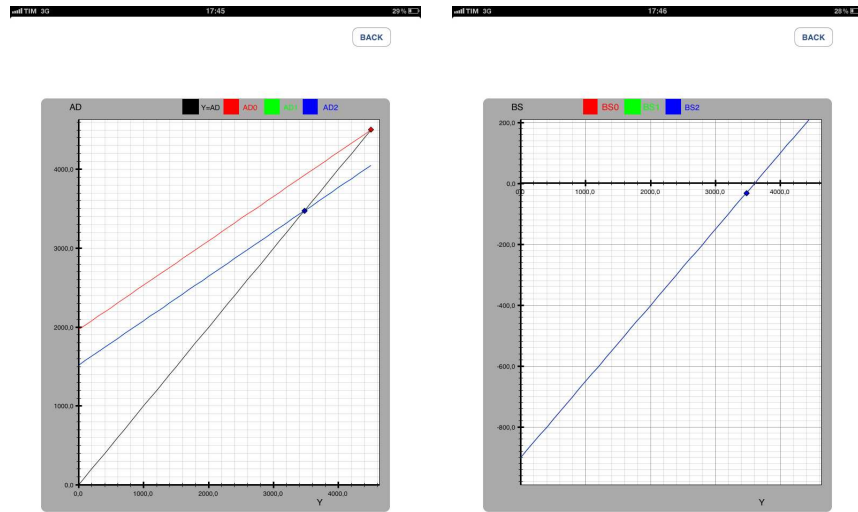 TIM 3G 17:45 29%
BACK
AD Y=AD AD0 AD1 AD2
4000,0
3000,0
2000,0
1000,0
0,0
0,0 1000,0 2000,0 3000,0 4000,0
Y
TIM 3G 17:46 28%
BACK
BS BS0 BS1 BS2
200,0
0,0
0,0 1000,0 2000,0 3000,0 4000,0
-200,0
-400,0
-600,0
-800,0
Y